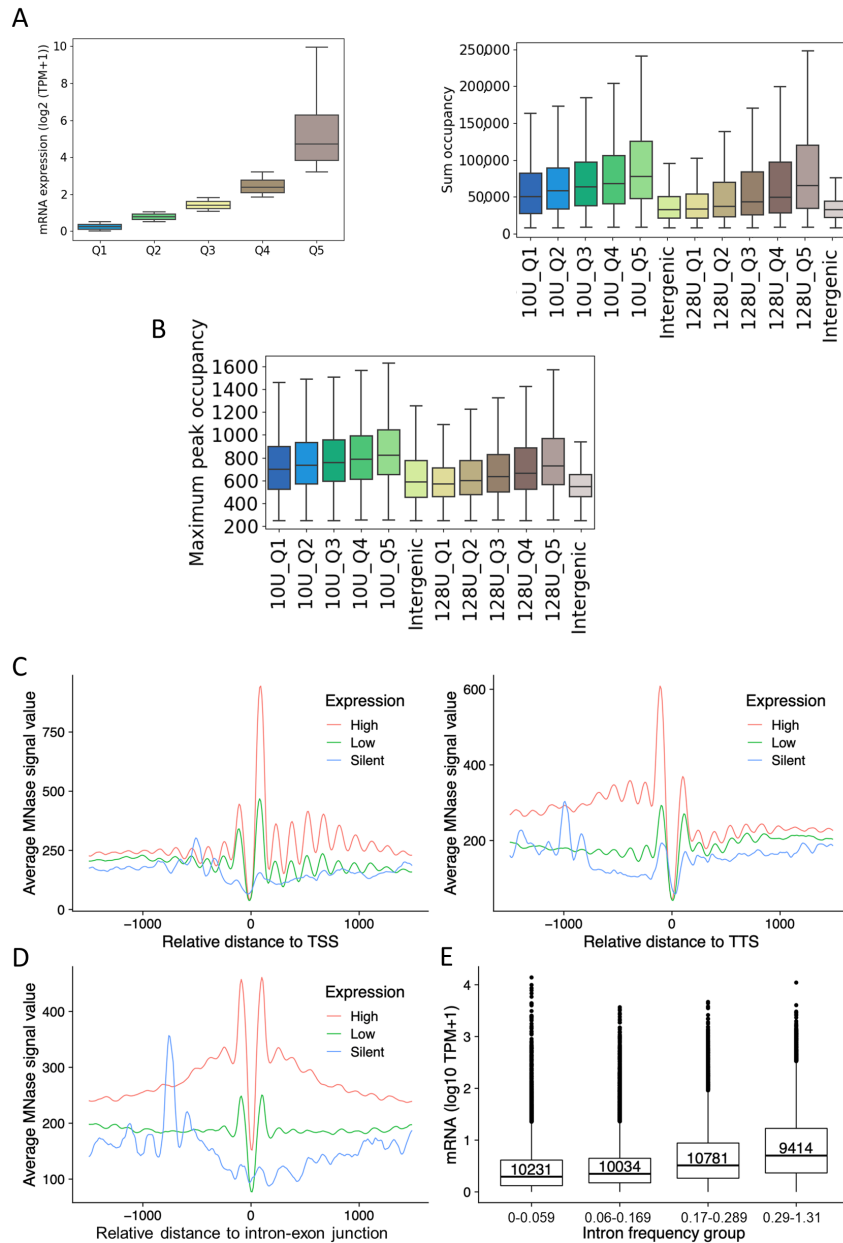 A
mRNA expression (log2 (TPM+1))
10
8
6
4
2
0
Q1 Q2 Q3 Q4 Q5
Sum occupancy
250,000
200,000
150,000
100,000
50,000
0
10U_Q1
10U_Q2
10U_Q3
10U_Q4
10U_Q5
Intergenic
128U_Q1
128U_Q2
128U_Q3
128U_Q4
128U_Q5
Intergenic
B
Maximum peak occupancy
1600
1400
1200
1000
800
600
400
200
10U_Q1
10U_Q2
10U_Q3
10U_Q4
10U_Q5
Intergenic
128U_Q1
128U_Q2
128U_Q3
128U_Q4
128U_Q5
Intergenic
C
Average MNase signal value
750
500
250
0
Expression
High
Low
Silent
−1000 0 1000
Relative distance to TSS
Average MNase signal value
600
400
200
Expression
High
Low
Silent
−1000 0 1000
Relative distance to TTS
D
Average MNase signal value
400
300
200
100
Expression
High
Low
Silent
−1000 0 1000
Relative distance to intron-exon junction
E
mRNA (log10 TPM+1)
4
3
2
1
0
10231 10034 10781 9414
0-0.059 0.06-0.169 0.17-0.289 0.29-1.31
Intron frequency group